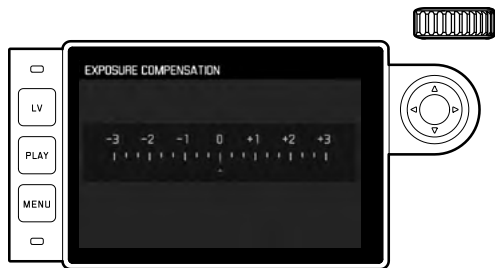 EXPOSURE COMPENSATION
LV
-3 -2 -1 0 +1 +2 +3
PLAY
MENU